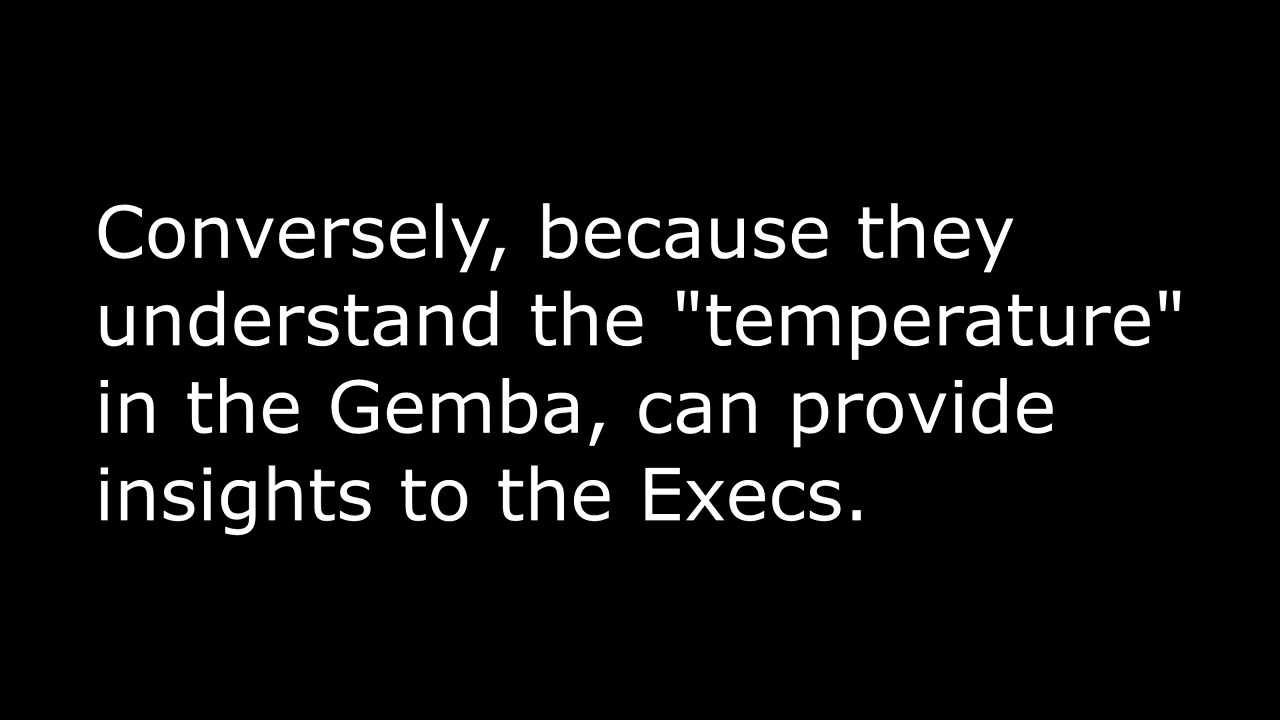 Conversely, because they
understand the "temperature"
in the Gemba, can provide
insights to the Execs.